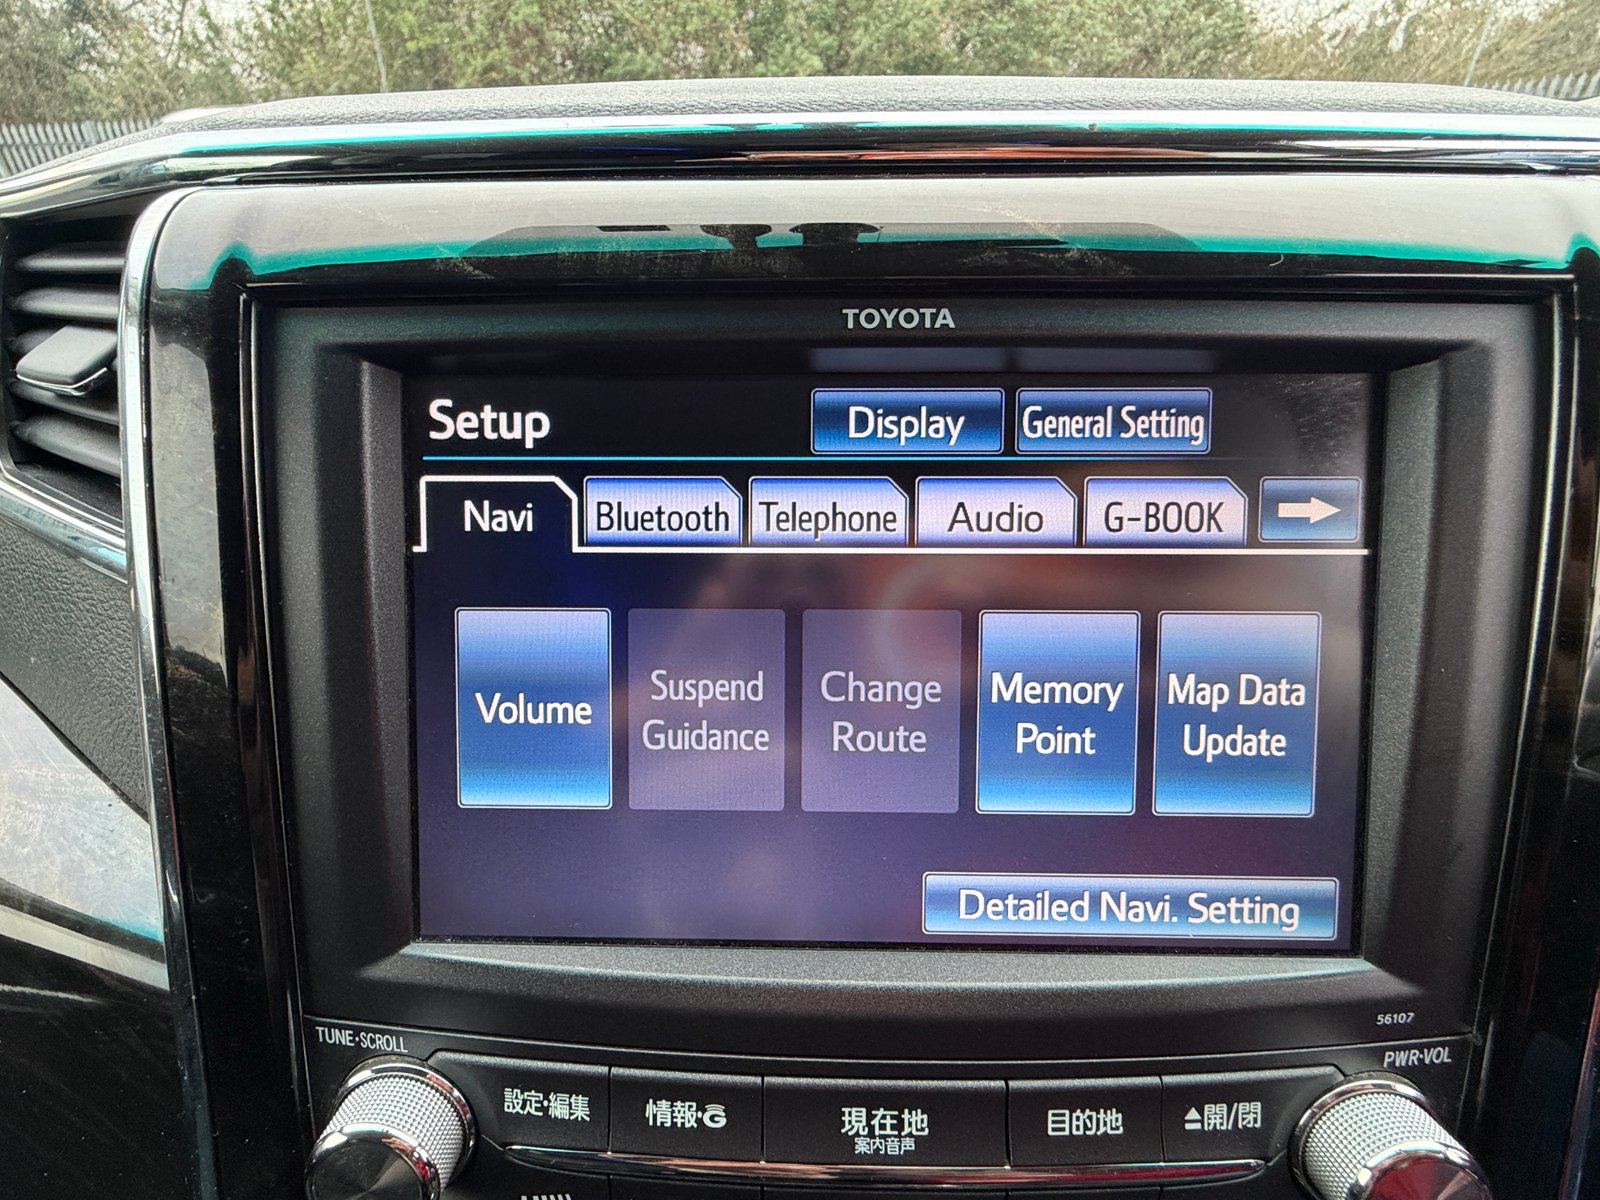 TOYOTA
Setup
Display
General Setting
Navi
Bluetooth
Telephone
Audio
G-BOOK
Volume
Suspend
Guidance
Change
Route
Memory
Point
Map Data
Update
Detailed Navi. Setting
56107
TUNE·SCROLL
PWR·VOL
設定·編集
情報·G
現在地
案内音声
目的地
⏏開/閉